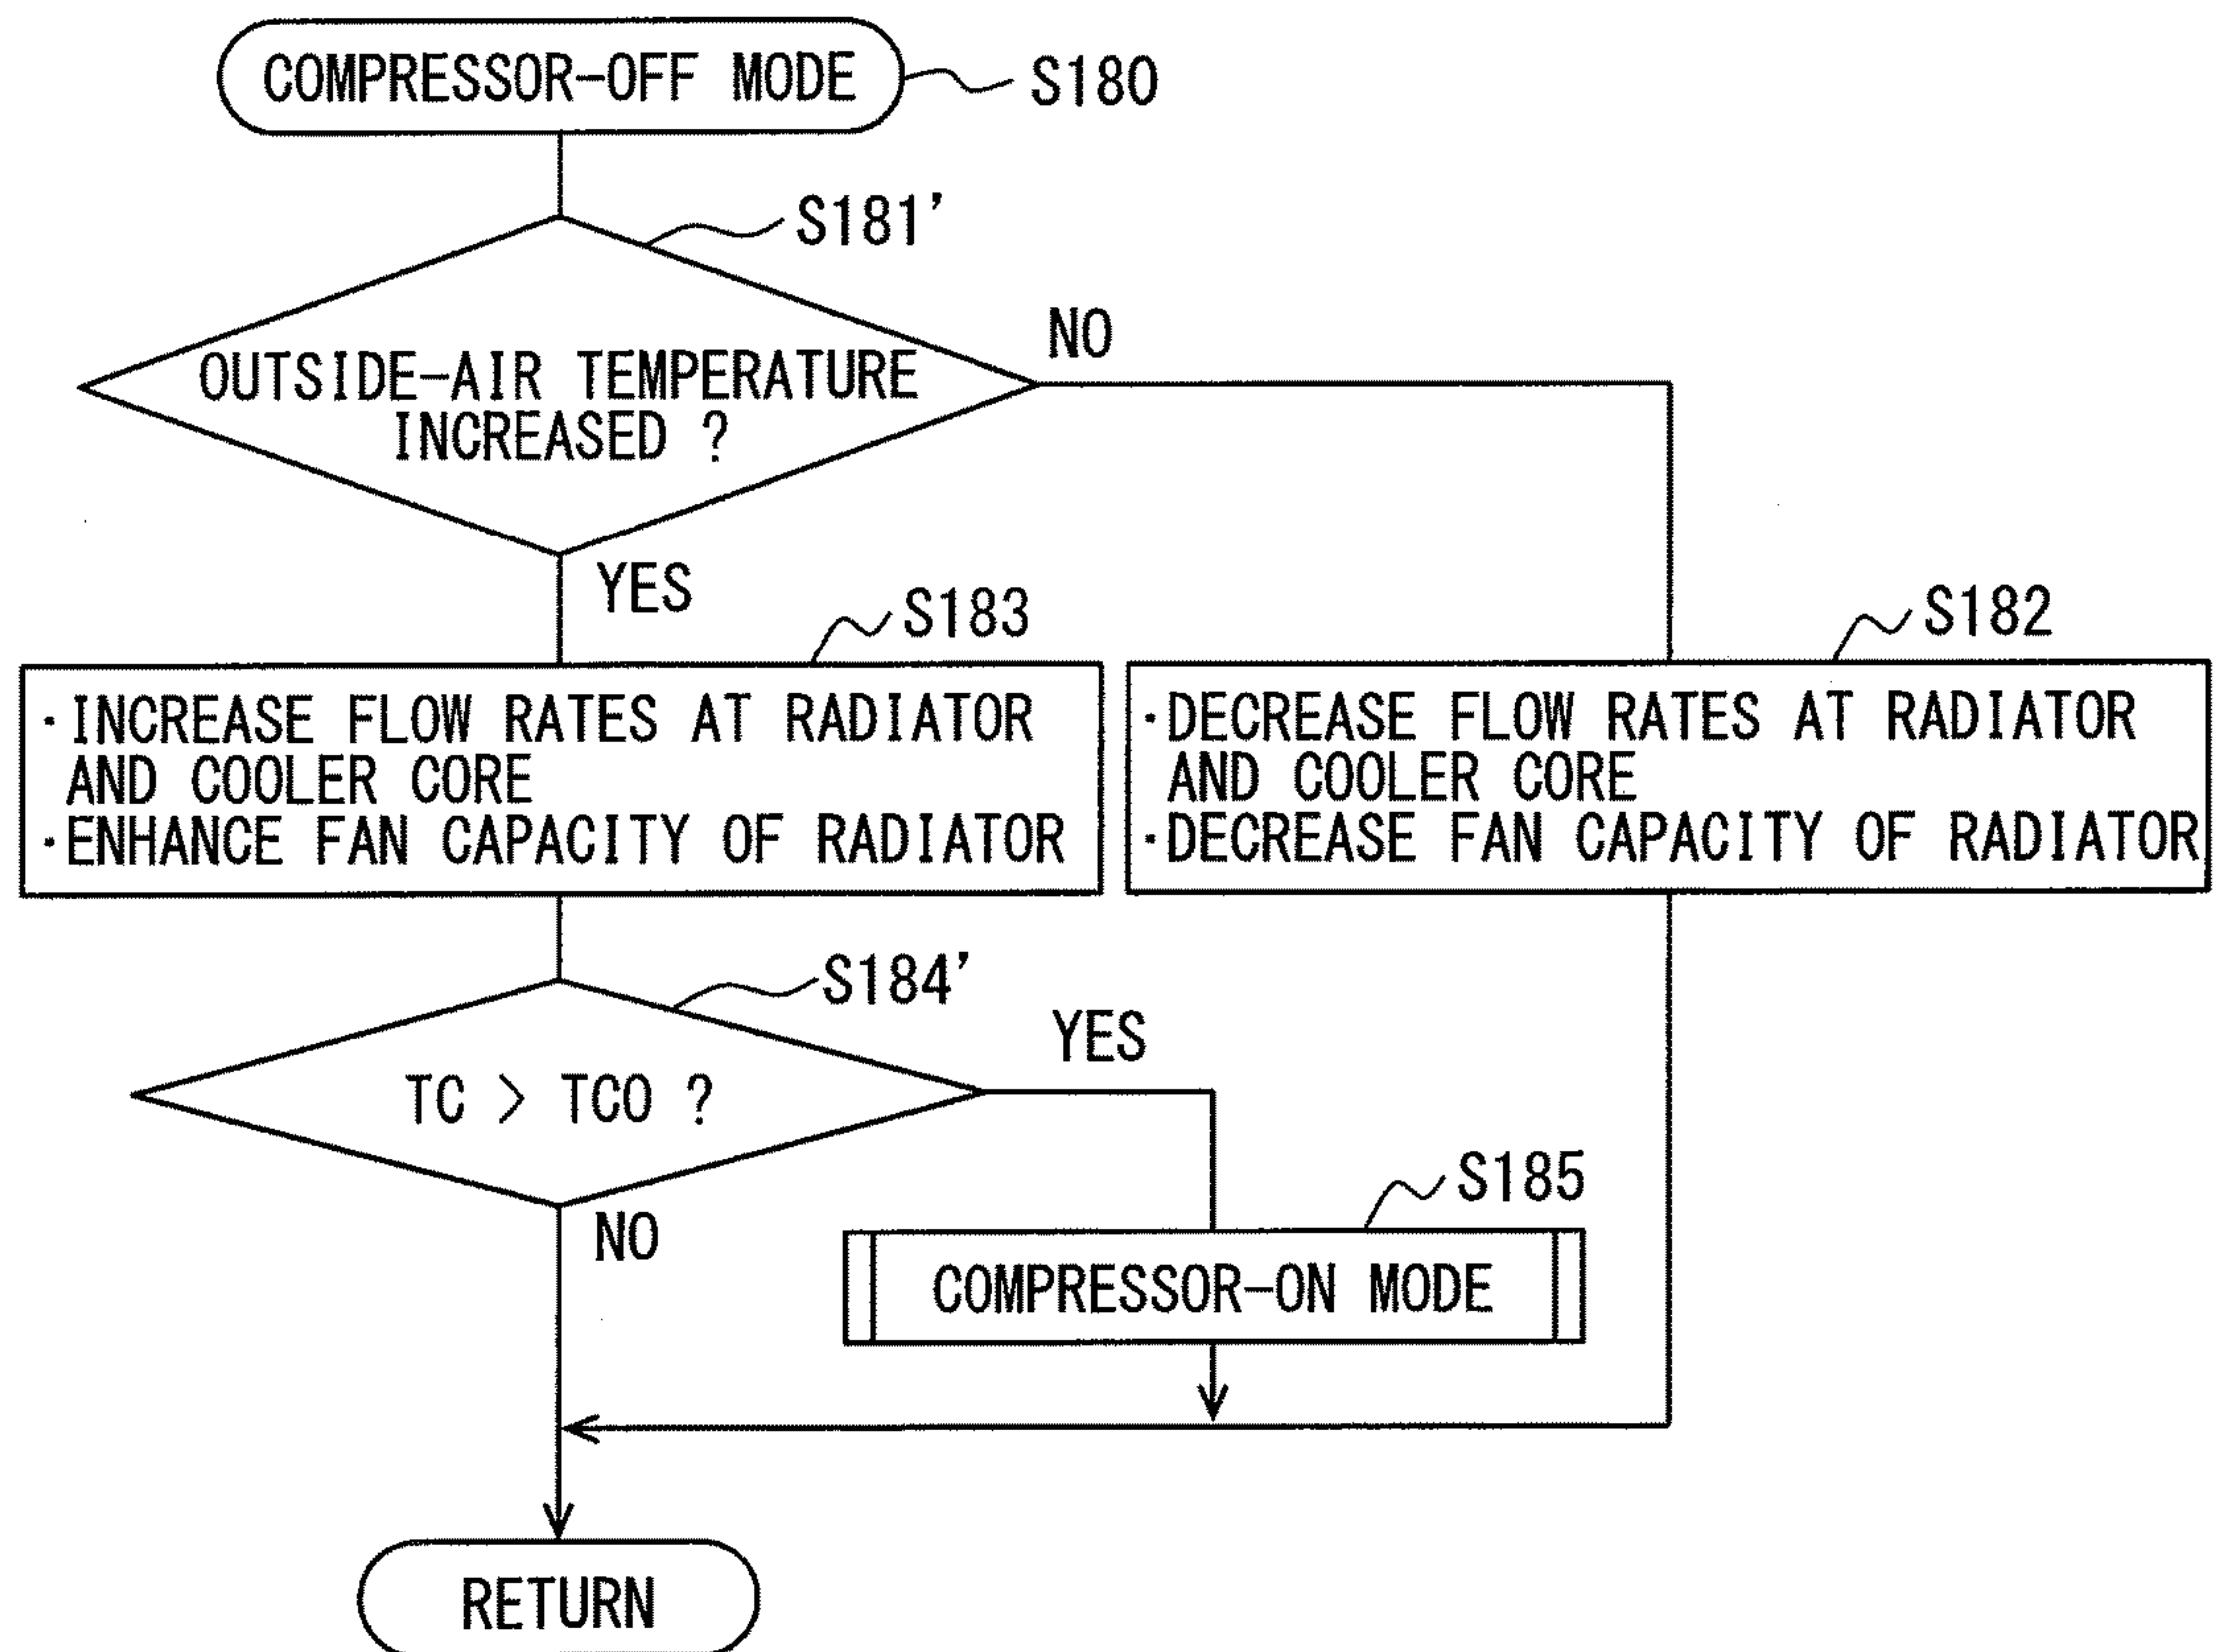 COMPRESSOR-OFF MODE
S180
S181'
OUTSIDE-AIR TEMPERATURE
INCREASED ?
NO
YES
S183
·INCREASE FLOW RATES AT RADIATOR
AND COOLER CORE
·ENHANCE FAN CAPACITY OF RADIATOR
S182
·DECREASE FLOW RATES AT RADIATOR
AND COOLER CORE
·DECREASE FAN CAPACITY OF RADIATOR
S184'
TC > TCO ?
YES
NO
S185
COMPRESSOR-ON MODE
RETURN